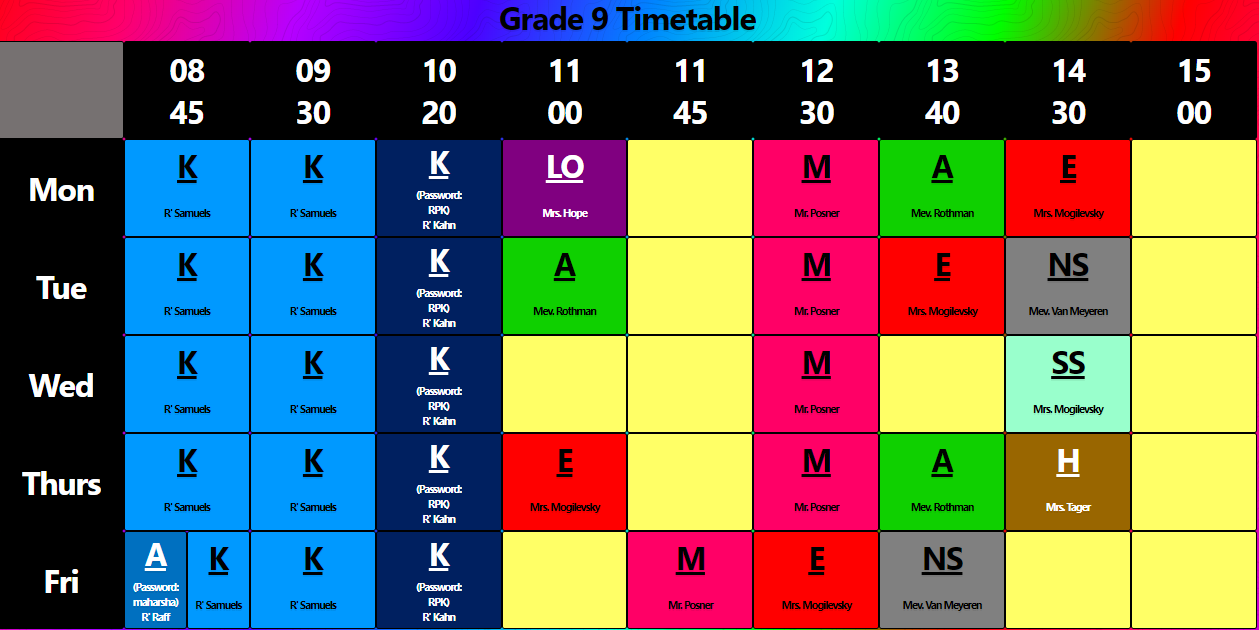 Grade 9 Timetable
08 09 10 11 11 12 13 14 15
45 30 20 00 45 30 40 30 00
Mon
K
R' Samuels
K
R' Samuels
K
(Password:
RPK)
R' Kahn
LO
Mrs. Hope
M
Mr. Posner
A
Mev. Rothman
E
Mrs. Mogilevsky
Tue
K
R' Samuels
K
R' Samuels
K
(Password:
RPK)
R' Kahn
A
Mev. Rothman
M
Mr. Posner
E
Mrs. Mogilevsky
NS
Mev. Van Meyeren
Wed
K
R' Samuels
K
R' Samuels
K
(Password:
RPK)
R' Kahn
M
Mr. Posner
SS
Mrs. Mogilevsky
Thurs
K
R' Samuels
K
R' Samuels
K
(Password:
RPK)
R' Kahn
E
Mrs. Mogilevsky
M
Mr. Posner
A
Mev. Rothman
H
Mrs. Tager
Fri
A
(Password:
maharsha)
R' Raff
K
R' Samuels
K
R' Samuels
K
(Password:
RPK)
R' Kahn
M
Mr. Posner
E
Mrs. Mogilevsky
NS
Mev. Van Meyeren